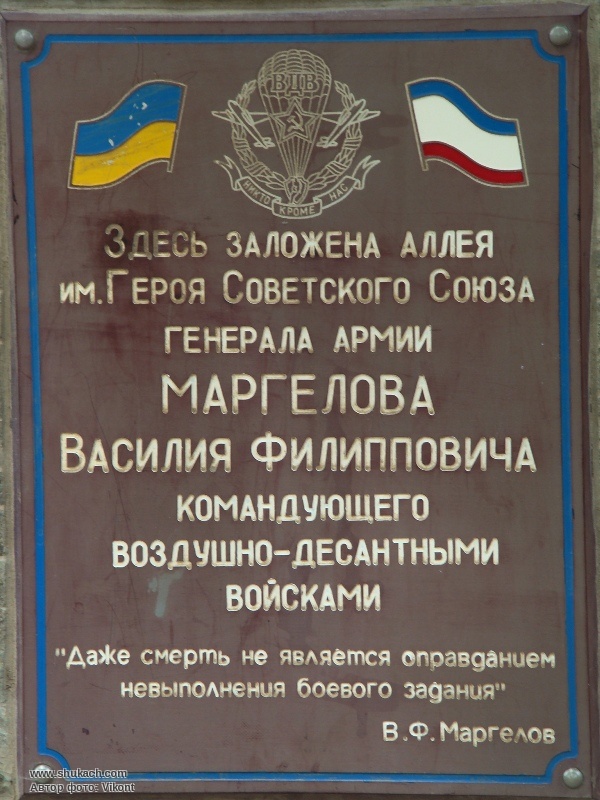 ВДВ
НИКТО КРОМЕ НАС
Здесь заложена аллея
им. Героя Советского Союза
генерала армии
МАРГЕЛОВА
Василия Филипповича
командующего
воздушно-десантными
войсками
"Даже смерть не является оправданием
невыполнения боевого задания"
В.Ф. Маргелов
www.shukach.com
Автор фото: Vikont